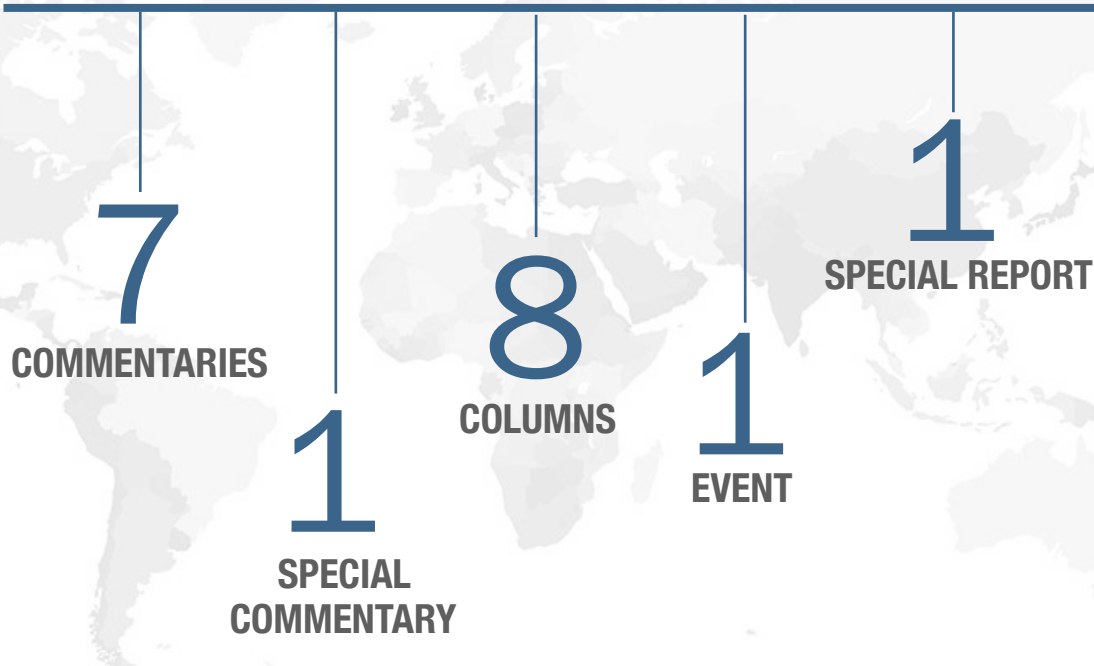 7
COMMENTARIES
1
SPECIAL
COMMENTARY
8
COLUMNS
1
EVENT
1
SPECIAL REPORT